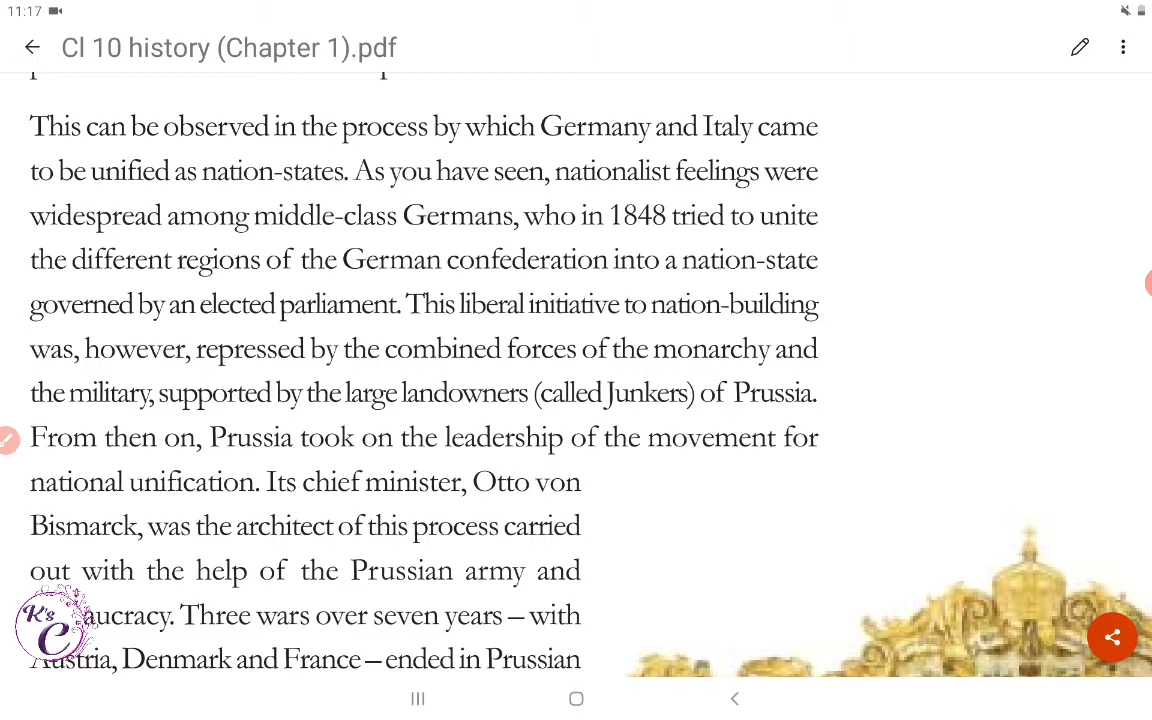 11:17
Cl 10 history (Chapter 1).pdf
This can be observed in the process by which Germany and Italy came
to be unified as nation-states. As you have seen, nationalist feelings were
widespread among middle-class Germans, who in 1848 tried to unite
the different regions of the German confederation into a nation-state
governed by an elected parliament. This liberal initiative to nation-building
was, however, repressed by the combined forces of the monarchy and
the military, supported by the large landowners (called Junkers) of Prussia.
From then on, Prussia took on the leadership of the movement for
national unification. Its chief minister, Otto von
Bismarck, was the architect of this process carried
out with the help of the Prussian army and
aucracy. Three wars over seven years – with
Austria, Denmark and France – ended in Prussian
K's
C